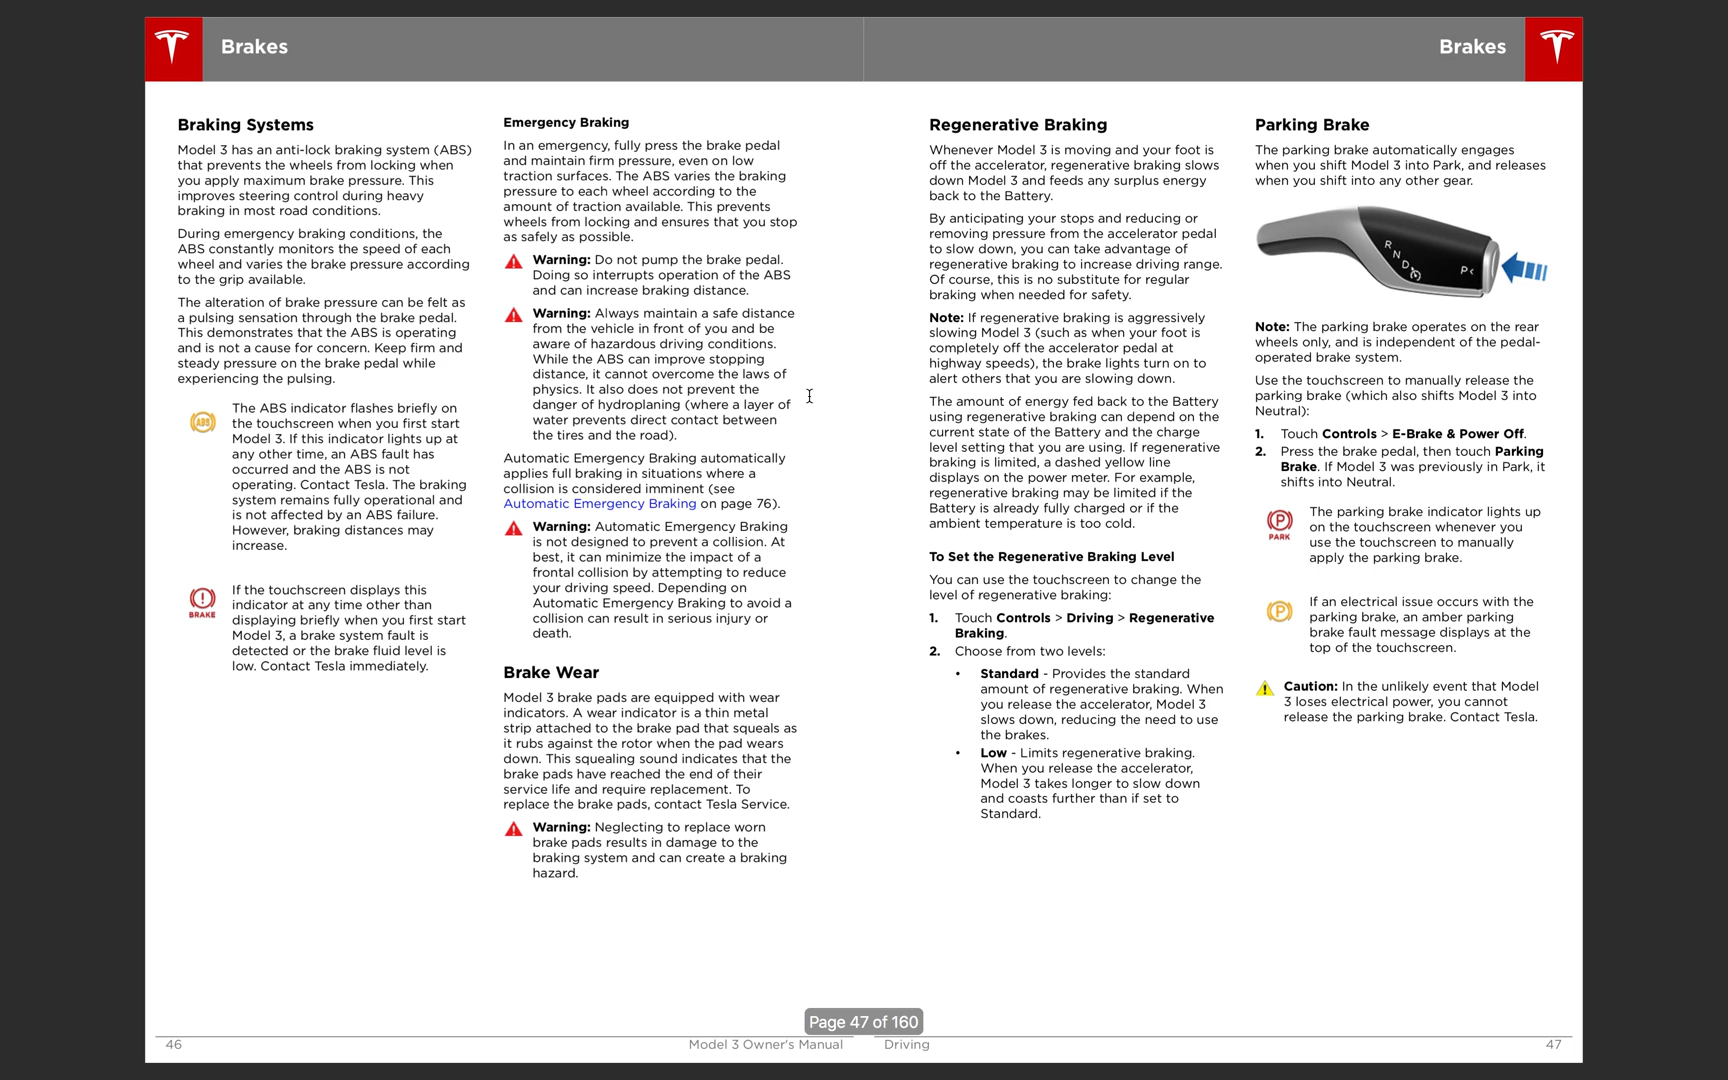 Brakes
Braking Systems
Model 3 has an anti-lock braking system (ABS)
that prevents the wheels from locking when
you apply maximum brake pressure. This
improves steering control during heavy
braking in most road conditions.
During emergency braking conditions, the
ABS constantly monitors the speed of each
wheel and varies the brake pressure according
to the grip available.
The alteration of brake pressure can be felt as
a pulsing sensation through the brake pedal.
This demonstrates that the ABS is operating
and is not a cause for concern. Keep firm and
steady pressure on the brake pedal while
experiencing the pulsing.
ABS
The ABS indicator flashes briefly on
the touchscreen when you first start
Model 3. If this indicator lights up at
any other time, an ABS fault has
occurred and the ABS is not
operating. Contact Tesla. The braking
system remains fully operational and
is not affected by an ABS failure.
However, braking distances may
increase.
BRAKE
If the touchscreen displays this
indicator at any time other than
displaying briefly when you first start
Model 3, a brake system fault is
detected or the brake fluid level is
low. Contact Tesla immediately.
Emergency Braking
In an emergency, fully press the brake pedal
and maintain firm pressure, even on low
traction surfaces. The ABS varies the braking
pressure to each wheel according to the
amount of traction available. This prevents
wheels from locking and ensures that you stop
as safely as possible.
Warning: Do not pump the brake pedal.
Doing so interrupts operation of the ABS
and can increase braking distance.
Warning: Always maintain a safe distance
from the vehicle in front of you and be
aware of hazardous driving conditions.
While the ABS can improve stopping
distance, it cannot overcome the laws of
physics. It also does not prevent the
danger of hydroplaning (where a layer of
water prevents direct contact between
the tires and the road).
Automatic Emergency Braking automatically
applies full braking in situations where a
collision is considered imminent (see
Automatic Emergency Braking on page 76).
Warning: Automatic Emergency Braking
is not designed to prevent a collision. At
best, it can minimize the impact of a
frontal collision by attempting to reduce
your driving speed. Depending on
Automatic Emergency Braking to avoid a
collision can result in serious injury or
death.
Brake Wear
Model 3 brake pads are equipped with wear
indicators. A wear indicator is a thin metal
strip attached to the brake pad that squeals as
it rubs against the rotor when the pad wears
down. This squealing sound indicates that the
brake pads have reached the end of their
service life and require replacement. To
replace the brake pads, contact Tesla Service.
Warning: Neglecting to replace worn
brake pads results in damage to the
braking system and can create a braking
hazard.
46
Model 3 Owner's Manual
Brakes
Regenerative Braking
Whenever Model 3 is moving and your foot is
off the accelerator, regenerative braking slows
down Model 3 and feeds any surplus energy
back to the Battery.
By anticipating your stops and reducing or
removing pressure from the accelerator pedal
to slow down, you can take advantage of
regenerative braking to increase driving range.
Of course, this is no substitute for regular
braking when needed for safety.
Note: If regenerative braking is aggressively
slowing Model 3 (such as when your foot is
completely off the accelerator pedal at
highway speeds), the brake lights turn on to
alert others that you are slowing down.
The amount of energy fed back to the Battery
using regenerative braking can depend on the
current state of the Battery and the charge
level setting that you are using. If regenerative
braking is limited, a dashed yellow line
displays on the power meter. For example,
regenerative braking may be limited if the
Battery is already fully charged or if the
ambient temperature is too cold.
To Set the Regenerative Braking Level
You can use the touchscreen to change the
level of regenerative braking:
1. Touch Controls > Driving > Regenerative
Braking.
2. Choose from two levels:
• Standard - Provides the standard
amount of regenerative braking. When
you release the accelerator, Model 3
slows down, reducing the need to use
the brakes.
• Low - Limits regenerative braking.
When you release the accelerator,
Model 3 takes longer to slow down
and coasts further than if set to
Standard.
Parking Brake
The parking brake automatically engages
when you shift Model 3 into Park, and releases
when you shift into any other gear.
R
N
D
P<
Note: The parking brake operates on the rear
wheels only, and is independent of the pedal-
operated brake system.
Use the touchscreen to manually release the
parking brake (which also shifts Model 3 into
Neutral):
1. Touch Controls > E-Brake & Power Off.
2. Press the brake pedal, then touch Parking
Brake. If Model 3 was previously in Park, it
shifts into Neutral.
P
PARK
The parking brake indicator lights up
on the touchscreen whenever you
use the touchscreen to manually
apply the parking brake.
P
If an electrical issue occurs with the
parking brake, an amber parking
brake fault message displays at the
top of the touchscreen.
Caution: In the unlikely event that Model
3 loses electrical power, you cannot
release the parking brake. Contact Tesla.
Page 47 of 160
Driving
47